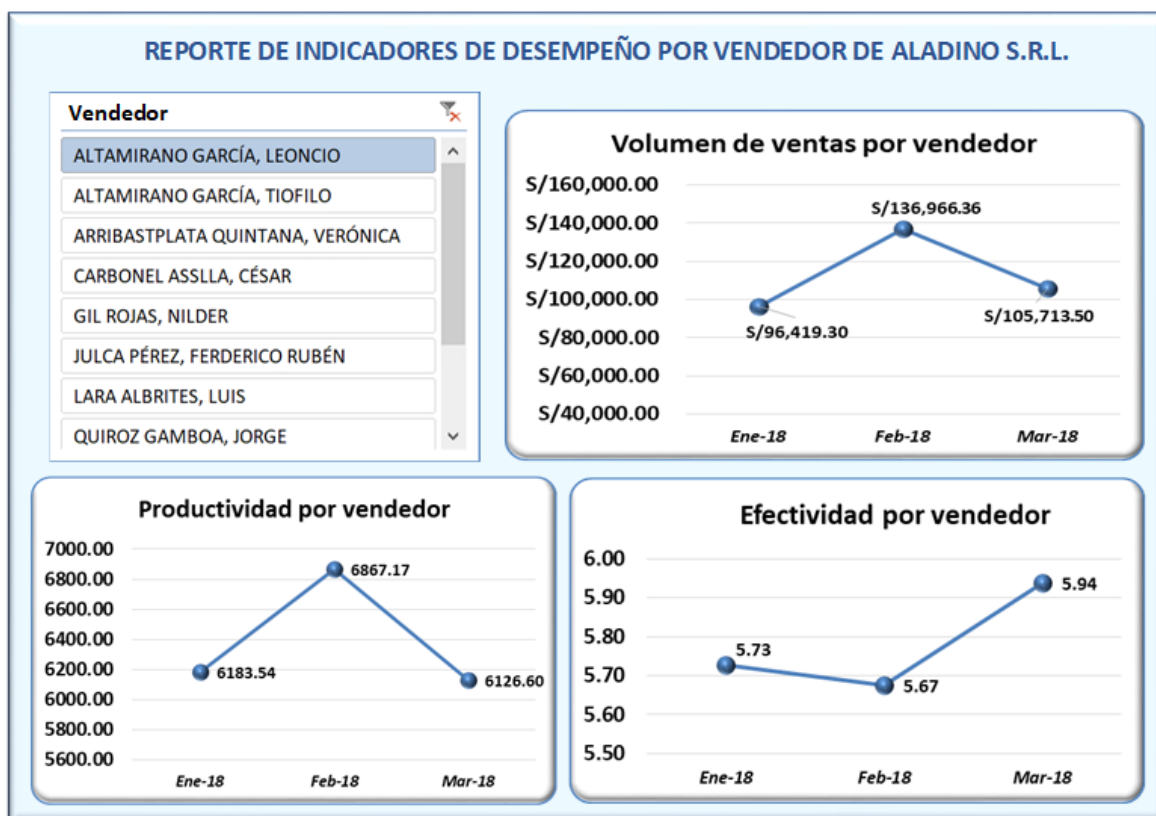 REPORTE DE INDICADORES DE DESEMPEÑO POR VENDEDOR DE ALADINO S.R.L.
Vendedor
ALTAMIRANO GARCÍA, LEONCIO
ALTAMIRANO GARCÍA, TIOFILO
ARRIBASTPLATA QUINTANA, VERÓNICA
CARBONEL ASSLLA, CÉSAR
GIL ROJAS, NILDER
JULCA PÉREZ, FERDERICO RUBÉN
LARA ALBRITES, LUIS
QUIROZ GAMBOA, JORGE
Volumen de ventas por vendedor
S/160,000.00
S/140,000.00
S/120,000.00
S/100,000.00
S/80,000.00
S/60,000.00
S/40,000.00
S/96,419.30
S/136,966.36
S/105,713.50
Ene-18 Feb-18 Mar-18
Productividad por vendedor
7000.00
6800.00
6600.00
6400.00
6200.00
6000.00
5800.00
5600.00
6183.54
6867.17
6126.60
Ene-18 Feb-18 Mar-18
Efectividad por vendedor
6.00
5.90
5.80
5.70
5.60
5.50
5.73
5.67
5.94
Ene-18 Feb-18 Mar-18